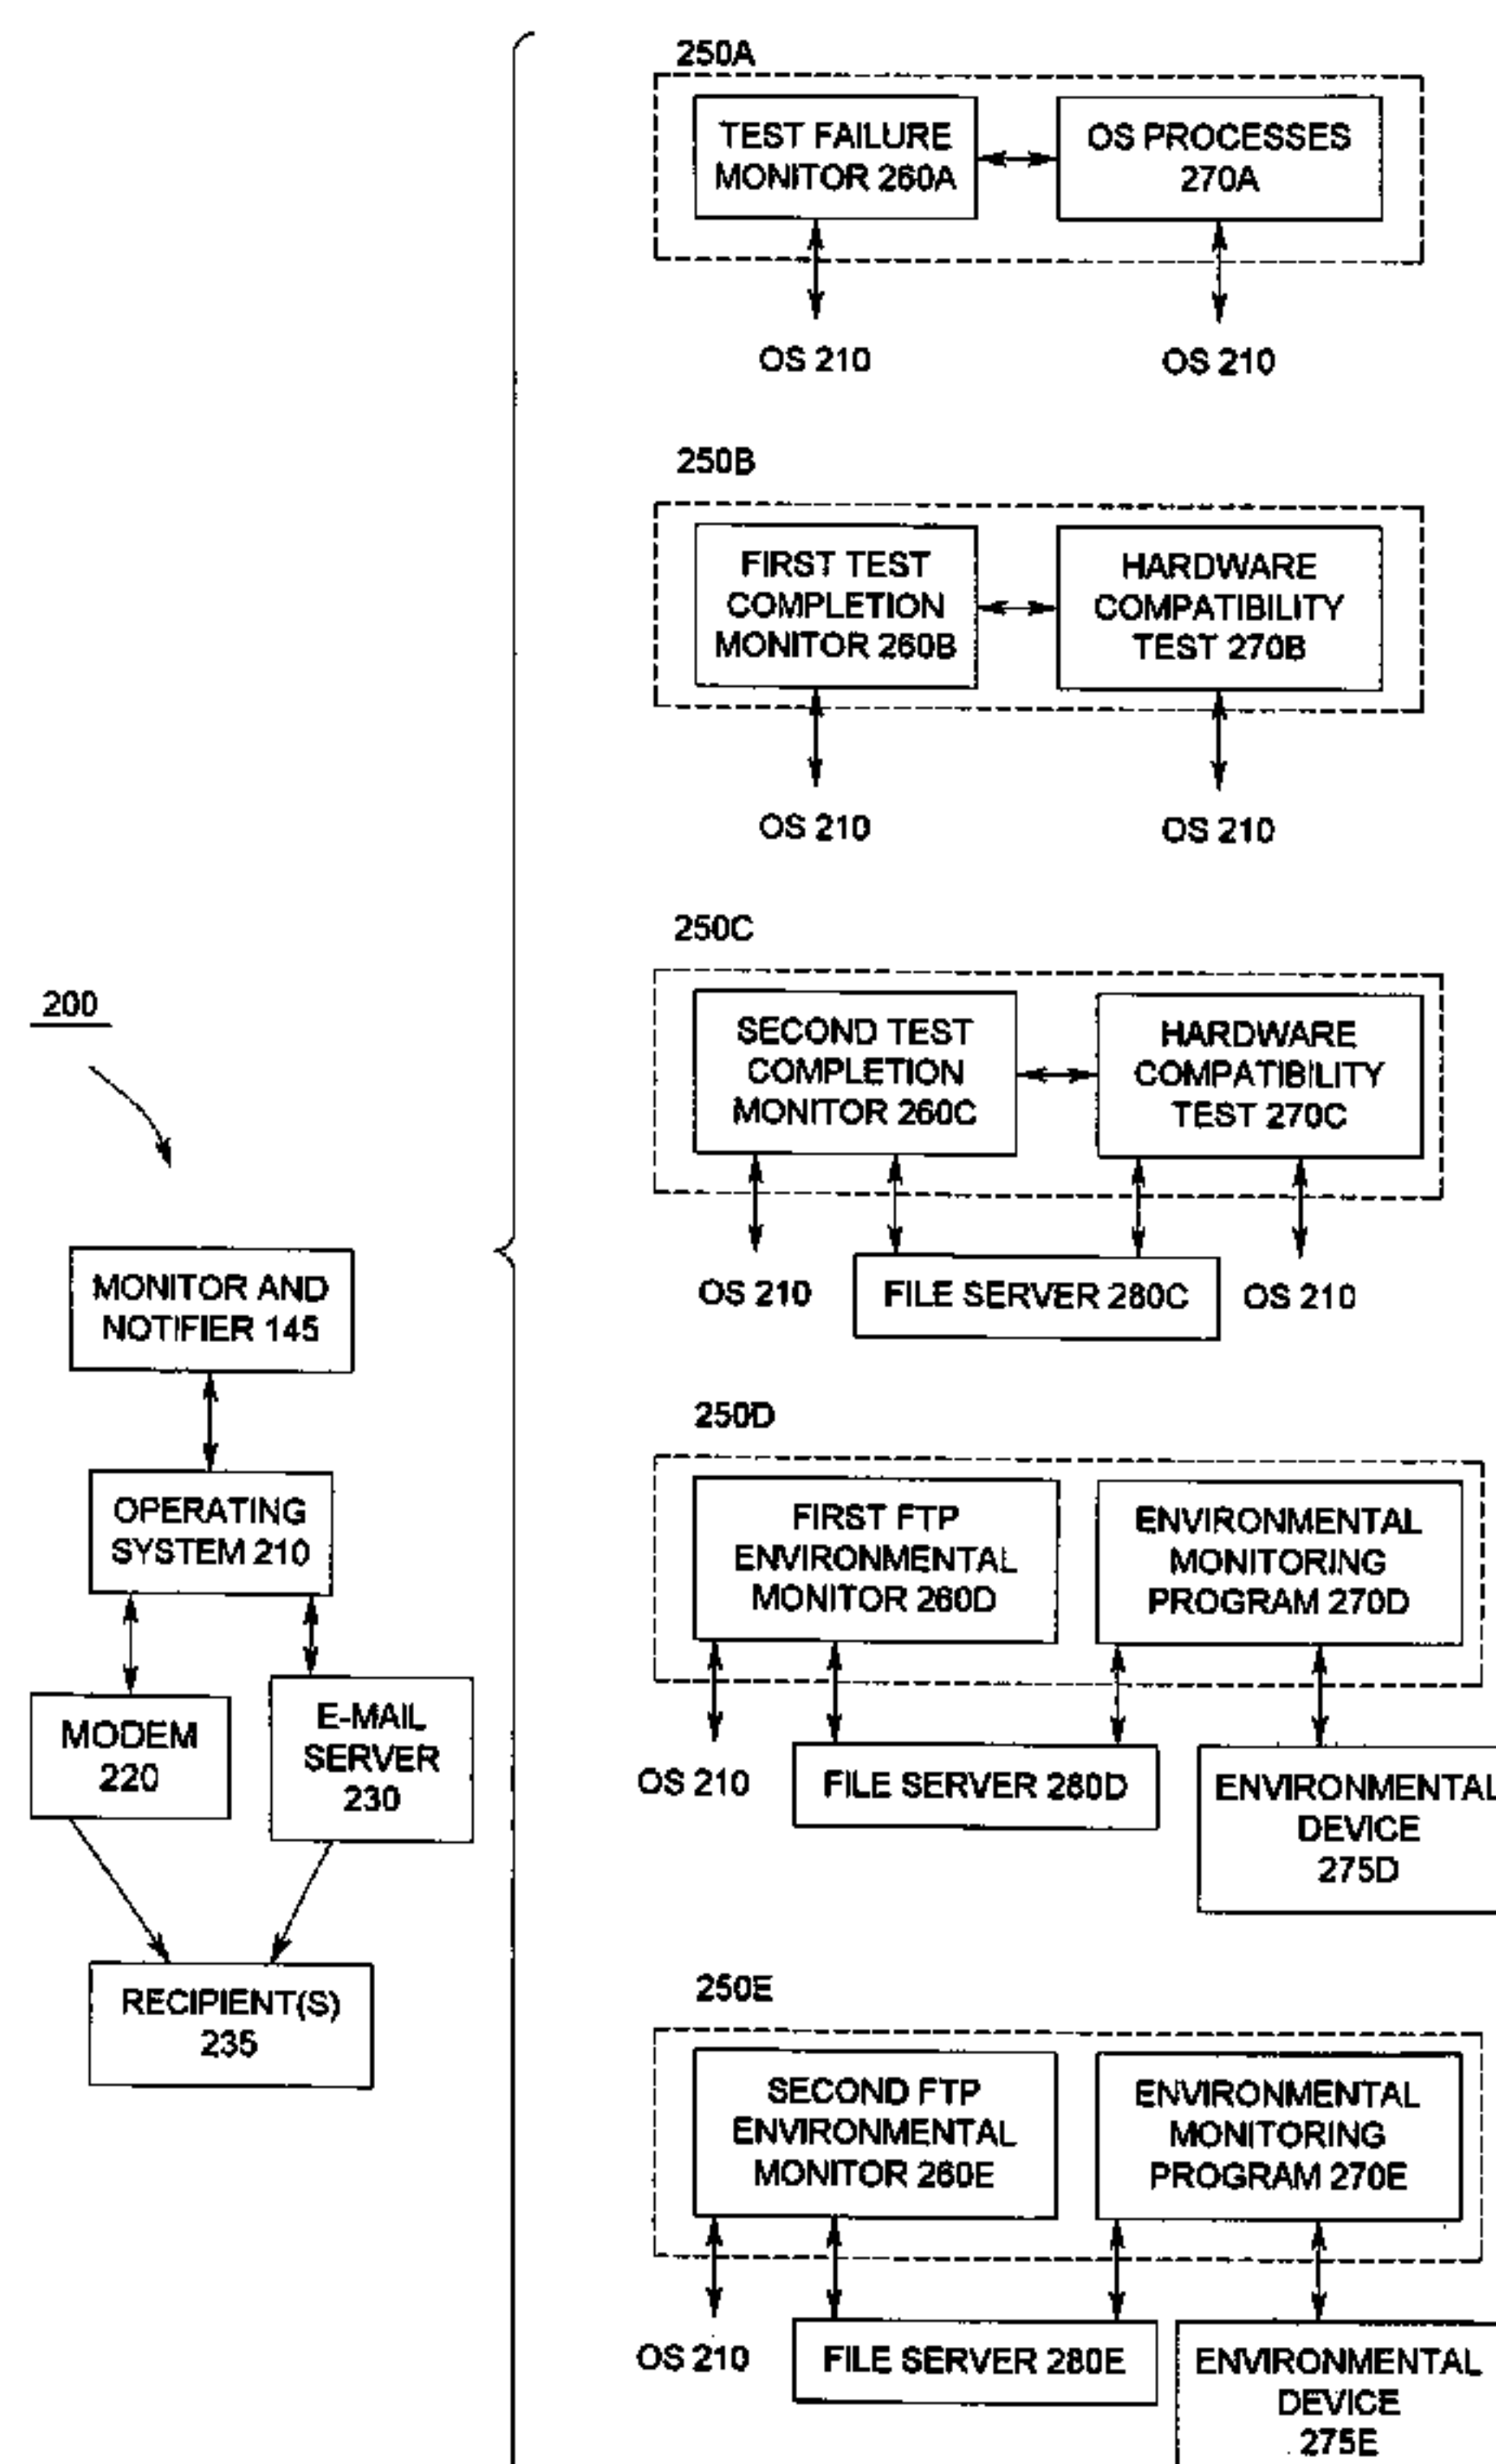 200
MONITOR AND
NOTIFIER 145
OPERATING
SYSTEM 210
MODEM
220
E-MAIL
SERVER
230
RECIPIENT(S)
235
250A
TEST FAILURE
MONITOR 260A
OS PROCESSES
270A
OS 210
OS 210
250B
FIRST TEST
COMPLETION
MONITOR 260B
HARDWARE
COMPATIBILITY
TEST 270B
OS 210
OS 210
250C
SECOND TEST
COMPLETION
MONITOR 260C
HARDWARE
COMPATIBILITY
TEST 270C
OS 210
FILE SERVER 280C
OS 210
250D
FIRST FTP
ENVIRONMENTAL
MONITOR 260D
ENVIRONMENTAL
MONITORING
PROGRAM 270D
OS 210
FILE SERVER 280D
ENVIRONMENTAL
DEVICE
275D
250E
SECOND FTP
ENVIRONMENTAL
MONITOR 260E
ENVIRONMENTAL
MONITORING
PROGRAM 270E
OS 210
FILE SERVER 280E
ENVIRONMENTAL
DEVICE
275E